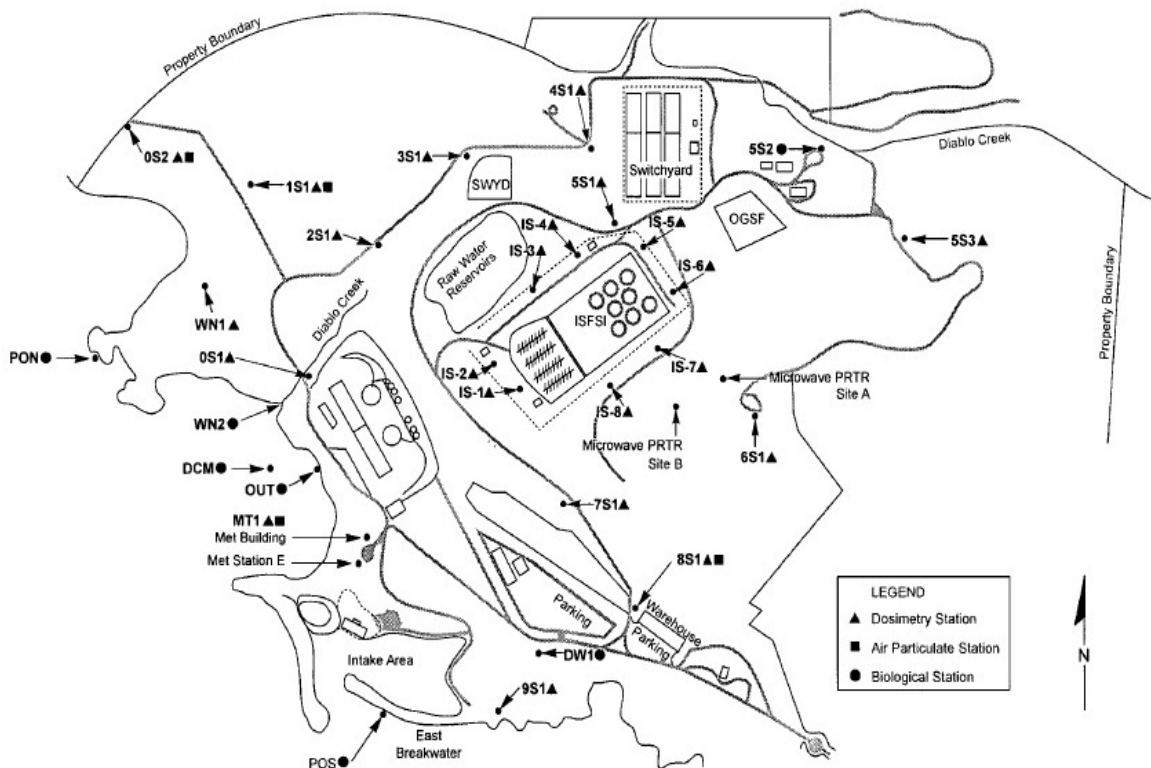 Property Boundary
4S1▲
0S2▲■
3S1▲
5S2●
Diablo Creek
1S1▲■
SWYD
Switchyard
5S1▲
OGSF
2S1▲
IS-4▲
IS-5▲
5S3▲
IS-3▲
Raw Water
Reservoirs
IS-6▲
WN1▲
Diablo Creek
ISFSI
Property Boundary
PON●
0S1▲
IS-2▲
IS-7▲
IS-1▲
IS-8▲
Microwave PRTR
Site A
WN2●
Microwave PRTR
Site B
6S1▲
DCM●
OUT●
7S1▲
MT1▲■
Met Building
Met Station E
8S1▲■
LEGEND
▲ Dosimetry Station
■ Air Particulate Station
● Biological Station
N
Parking
Warehouse
Parking
Intake Area
DW1●
9S1▲
East
Breakwater
POS●